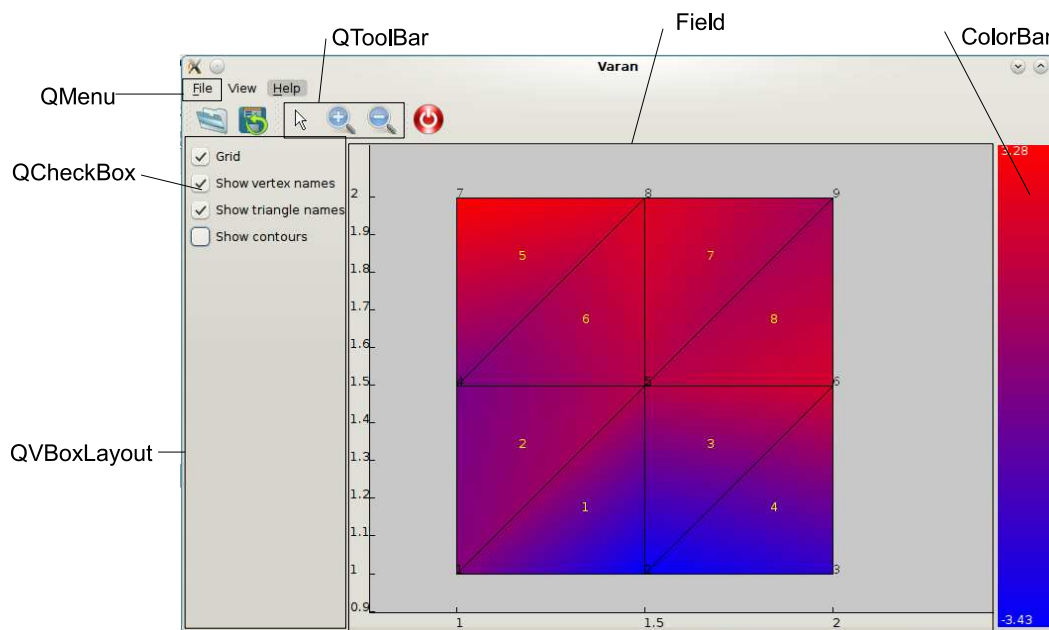 Field
QToolBar
ColorBar
Varan
QMenu
File View Help
QCheckBox
Grid
Show vertex names
Show triangle names
Show contours
QVBoxLayout
3.28
-3.43
2
1.9
1.8
1.7
1.6
1.5
1.4
1.3
1.2
1.1
1
0.9
7 8 9
5 7
6 8
4 5 6
2 3
1 4
1 2 3
1 1.5 2